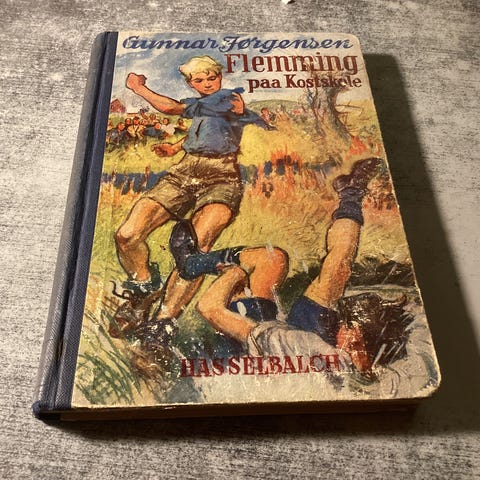 Gunnar Jørgensen
Flemming
paa Kostskole
HASSELBALCH